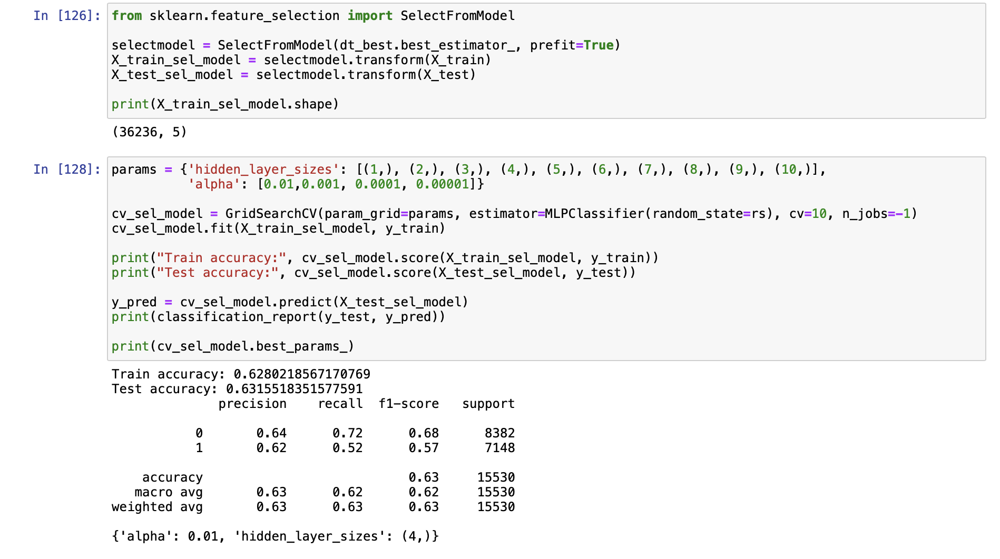 In [126]: from sklearn.feature_selection import SelectFromModel
selectmodel = SelectFromModel(dt_best.best_estimator_, prefit=True)
X_train_sel_model = selectmodel.transform(X_train)
X_test_sel_model = selectmodel.transform(X_test)
print(X_train_sel_model.shape)
(36236, 5)
In [128]: params = {'hidden_layer_sizes': [(1,), (2,), (3,), (4,), (5,), (6,), (7,), (8,), (9,), (10,)],
'alpha': [0.01,0.001, 0.0001, 0.00001]}
cv_sel_model = GridSearchCV(param_grid=params, estimator=MLPClassifier(random_state=rs), cv=10, n_jobs=-1)
cv_sel_model.fit(X_train_sel_model, y_train)
print("Train accuracy:", cv_sel_model.score(X_train_sel_model, y_train))
print("Test accuracy:", cv_sel_model.score(X_test_sel_model, y_test))
y_pred = cv_sel_model.predict(X_test_sel_model)
print(classification_report(y_test, y_pred))
print(cv_sel_model.best_params_)
Train accuracy: 0.6280218567170769
Test accuracy: 0.6315518351577591
precision recall f1-score support
0 0.64 0.72 0.68 8382
1 0.62 0.52 0.57 7148
accuracy 0.63 15530
macro avg 0.63 0.62 0.62 15530
weighted avg 0.63 0.63 0.63 15530
{'alpha': 0.01, 'hidden_layer_sizes': (4,)}